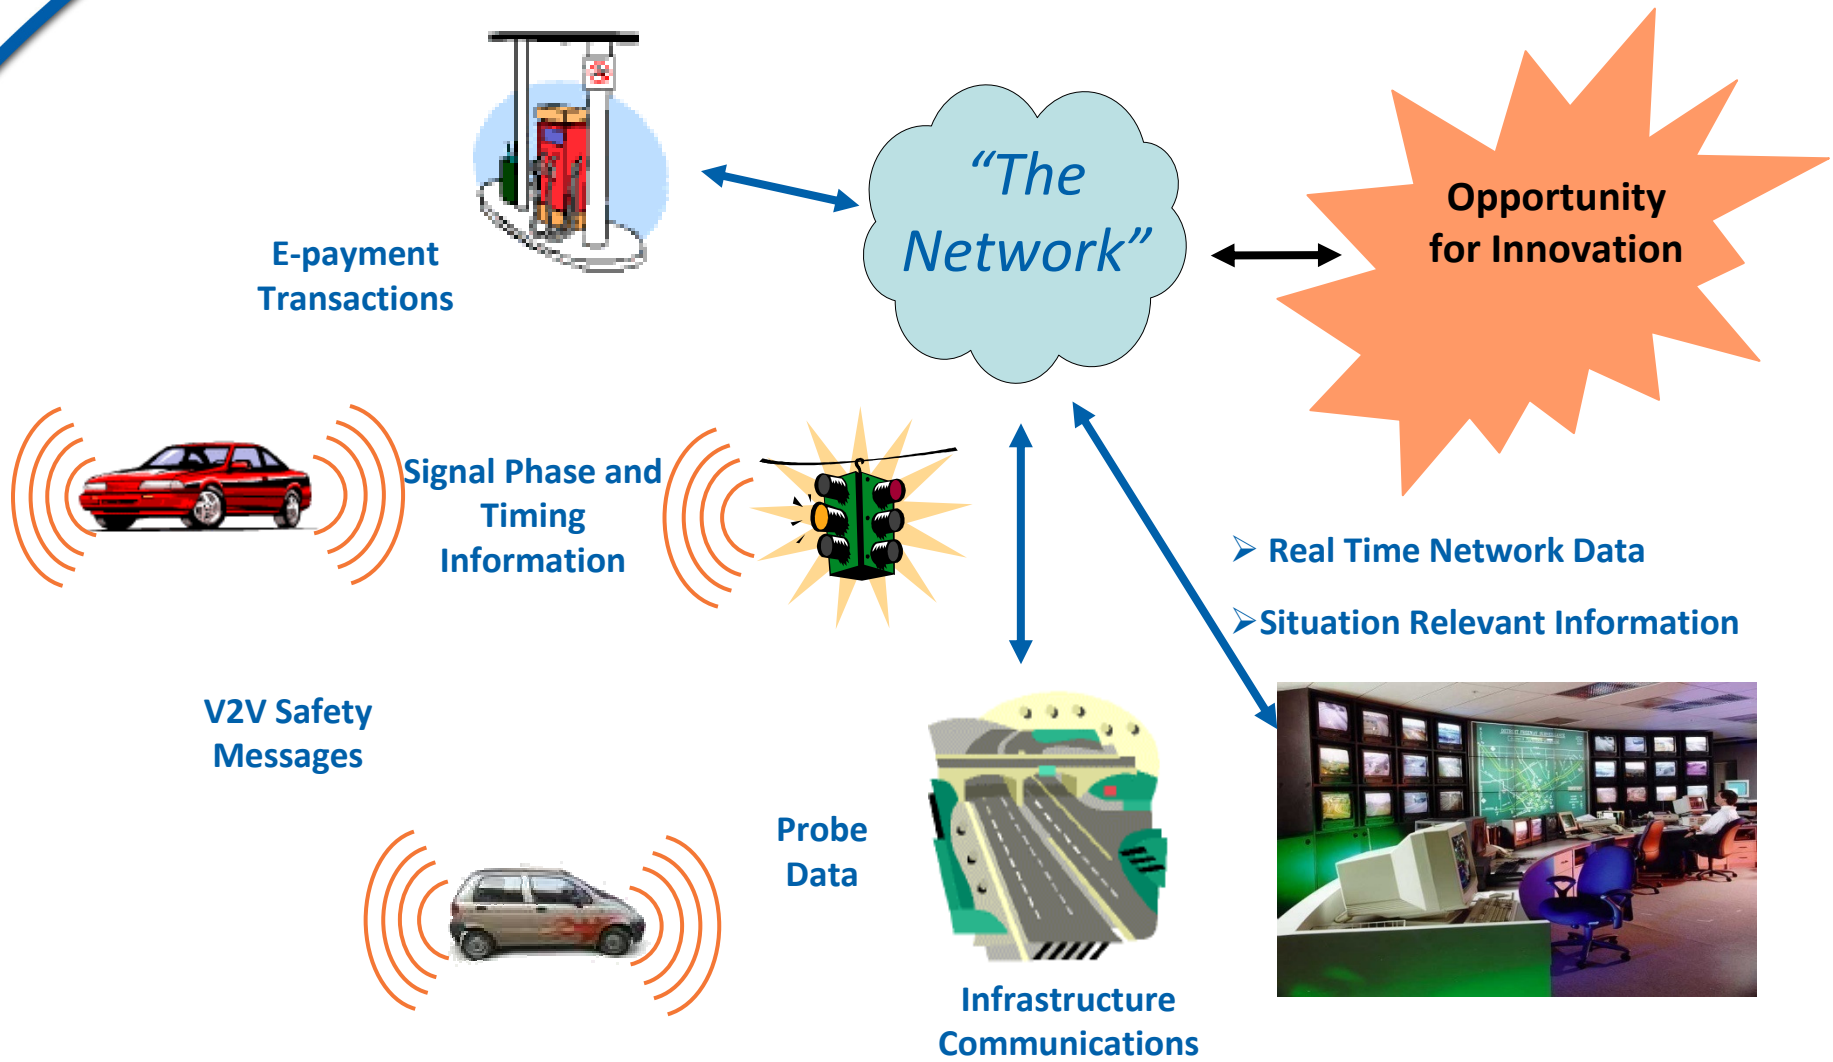 “The
Network”
Opportunity
for Innovation
E-payment
Transactions
Signal Phase and
Timing
Information
➢ Real Time Network Data
➢Situation Relevant Information
V2V Safety
Messages
Probe
Data
Infrastructure
Communications